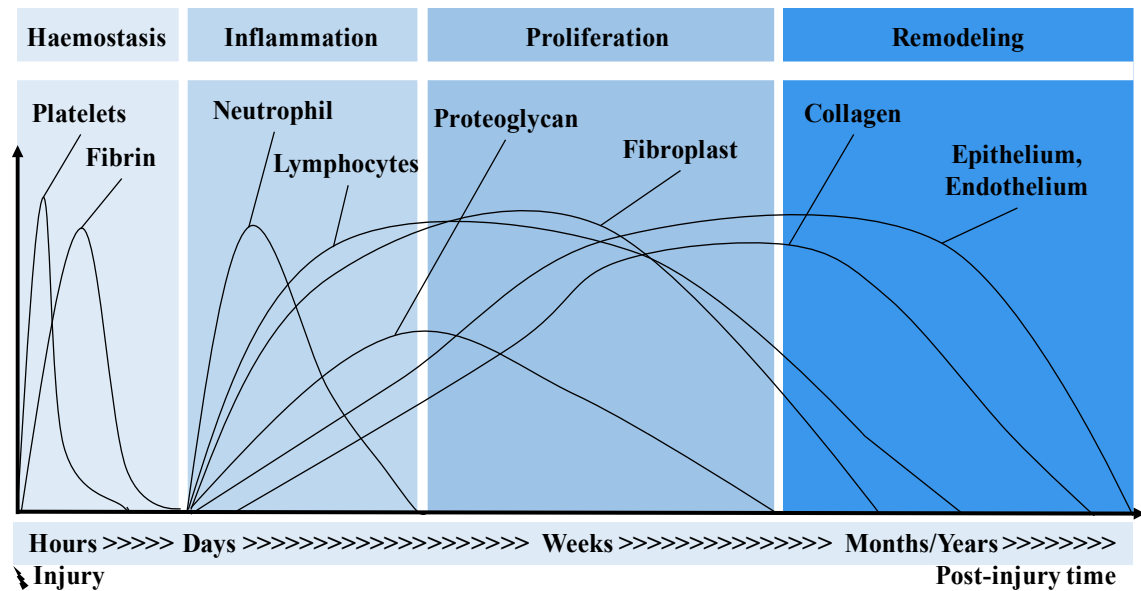 Haemostasis
Inflammation
Proliferation
Remodeling
Platelets
Fibrin
Neutrophil
Lymphocytes
Proteoglycan
Fibroplast
Collagen
Epithelium,
Endothelium
Hours >>>>> Days >>>>>>>>>>>>>>>>>>>> Weeks >>>>>>>>>>>>>>> Months/Years >>>>>>>>
Injury
Post-injury time